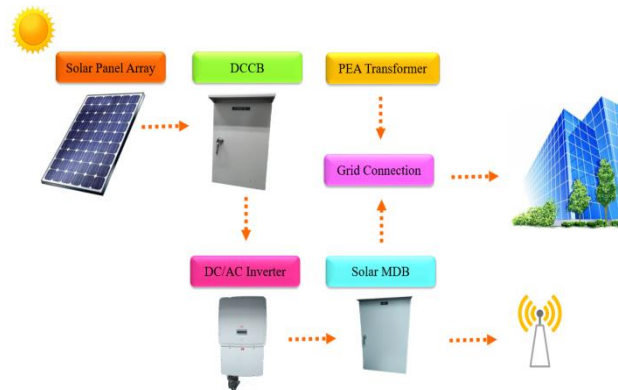 Solar Panel Array
DCCB
PEA Transformer
Grid Connection
DC/AC Inverter
Solar MDB